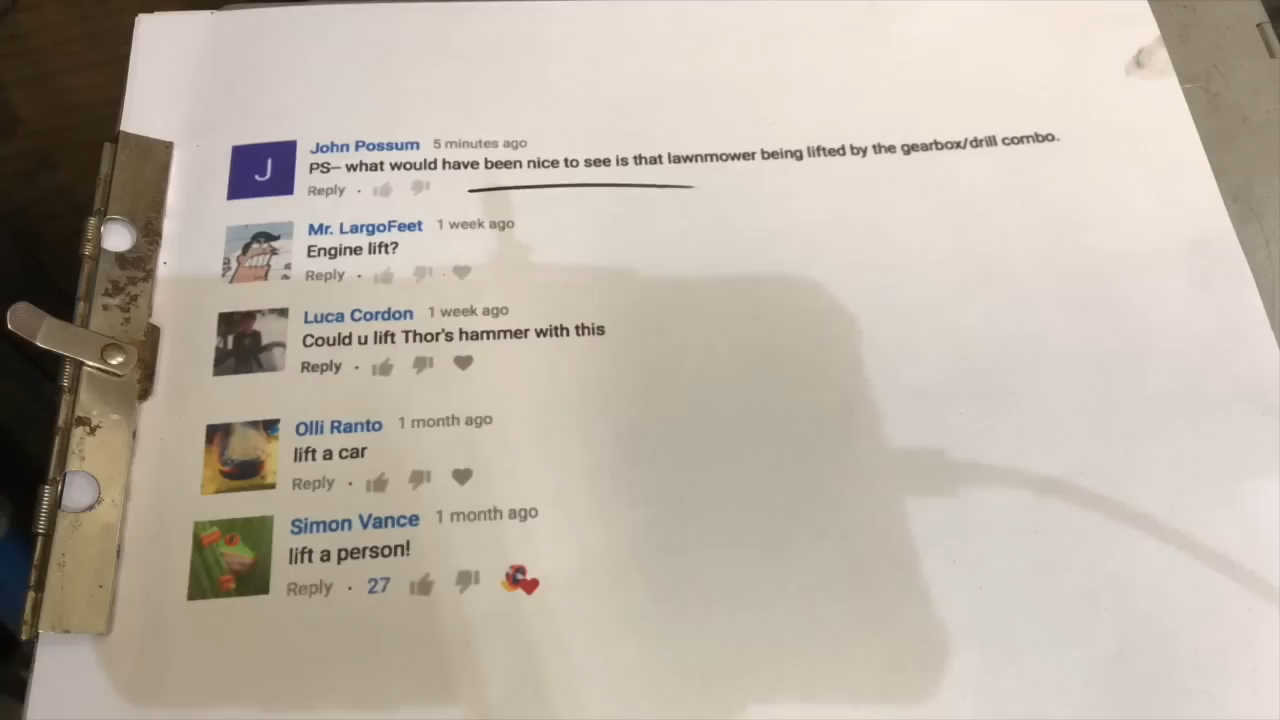 J
John Possum 5 minutes ago
PS– what would have been nice to see is that lawnmower being lifted by the gearbox/drill combo.
Reply
Mr. LargoFeet 1 week ago
Engine lift?
Reply
Luca Cordon 1 week ago
Could u lift Thor's hammer with this
Reply
Olli Ranto 1 month ago
lift a car
Reply
Simon Vance 1 month ago
lift a person!
Reply · 27